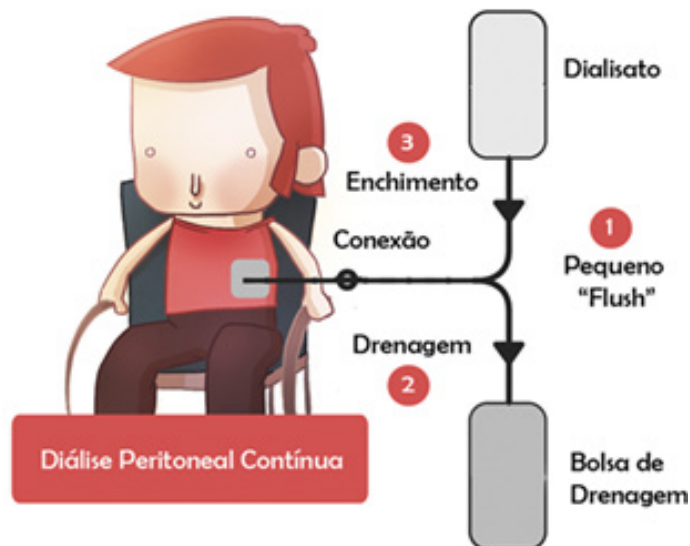 Dialisato
3
Enchimento
Conexão
1
Pequeno
“Flush”
Drenagem
2
Diálise Peritoneal Contínua
Bolsa de
Drenagem